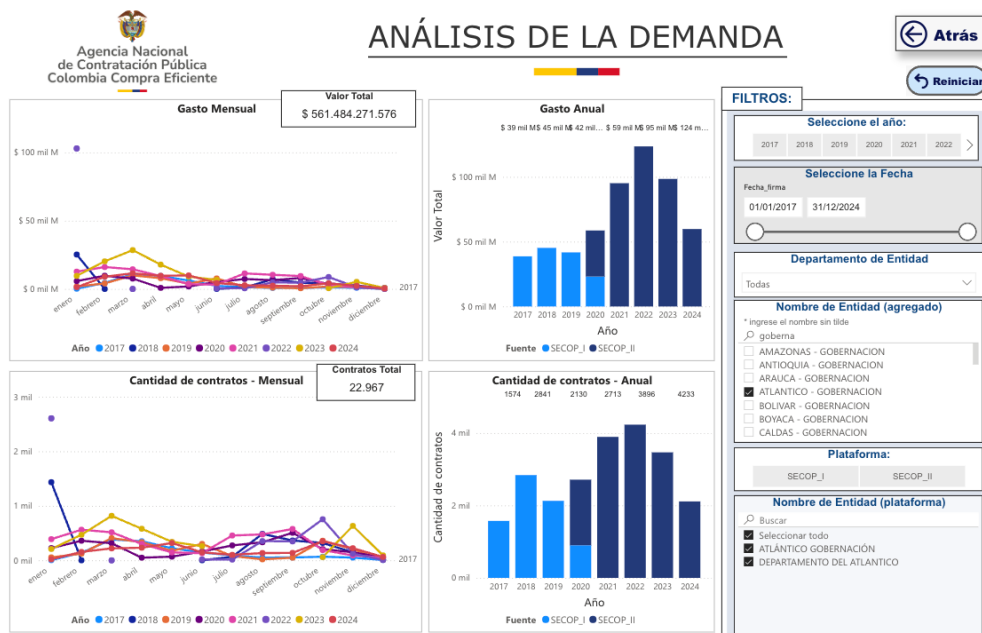 Agencia Nacional
de Contratación Pública
Colombia Compra Eficiente
ANÁLISIS DE LA DEMANDA
Atrás
Reiniciar
Gasto Mensual
Valor Total
$ 561.484.271.576
$ 100 mil M
$ 50 mil M
$ 0 mil M
2017
enero
febrero
marzo
abril
mayo
junio
julio
agosto
septiembre
octubre
noviembre
diciembre
Año 2017 2018 2019 2020 2021 2022 2023 2024
Gasto Anual
$ 39 mil M $ 45 mil M $ 42 mil... $ 59 mil M $ 95 mil M $ 124 m...
Valor Total
$ 100 mil M
$ 50 mil M
$ 0 mil M
2017 2018 2019 2020 2021 2022 2023 2024
Año
Fuente SECOP_I SECOP_II
Cantidad de contratos - Mensual
Contratos Total
22.967
3 mil
2 mil
1 mil
0 mil
2017
enero
febrero
marzo
abril
mayo
junio
julio
agosto
septiembre
octubre
noviembre
diciembre
Año 2017 2018 2019 2020 2021 2022 2023 2024
Cantidad de contratos - Anual
1574 2841 2130 2713 3896 4233
Cantidad de contratos
4 mil
2 mil
0 mil
2017 2018 2019 2020 2021 2022 2023 2024
Año
Fuente SECOP_I SECOP_II
FILTROS:
Seleccione el año:
2017 2018 2019 2020 2021 2022
Seleccione la Fecha
Fecha_firma
01/01/2017 31/12/2024
Departamento de Entidad
Todas
Nombre de Entidad (agregado)
* ingrese el nombre sin tilde
goberna
AMAZONAS - GOBERNACION
ANTIOQUIA - GOBERNACION
ARAUCA - GOBERNACION
ATLANTICO - GOBERNACION
BOLIVAR - GOBERNACION
BOYACA - GOBERNACION
CALDAS - GOBERNACION
Plataforma:
SECOP_I SECOP_II
Nombre de Entidad (plataforma)
Buscar
Seleccionar todo
ATLÁNTICO GOBERNACIÓN
DEPARTAMENTO DEL ATLANTICO